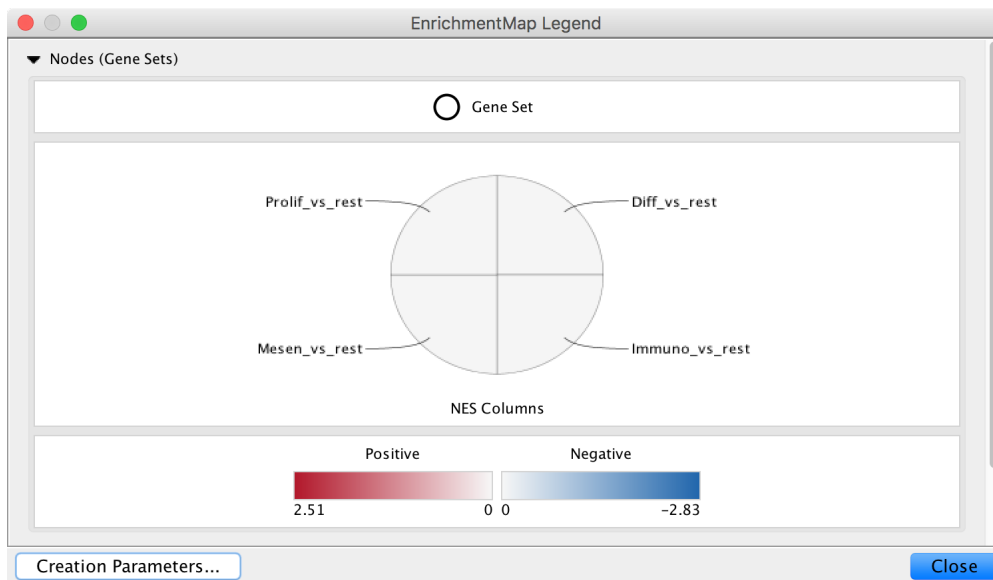 EnrichmentMap Legend
Nodes (Gene Sets)
Gene Set
Prolif_vs_rest
Diff_vs_rest
Mesen_vs_rest
Immuno_vs_rest
NES Columns
Positive Negative
2.51 0 0 -2.83
Creation Parameters... Close